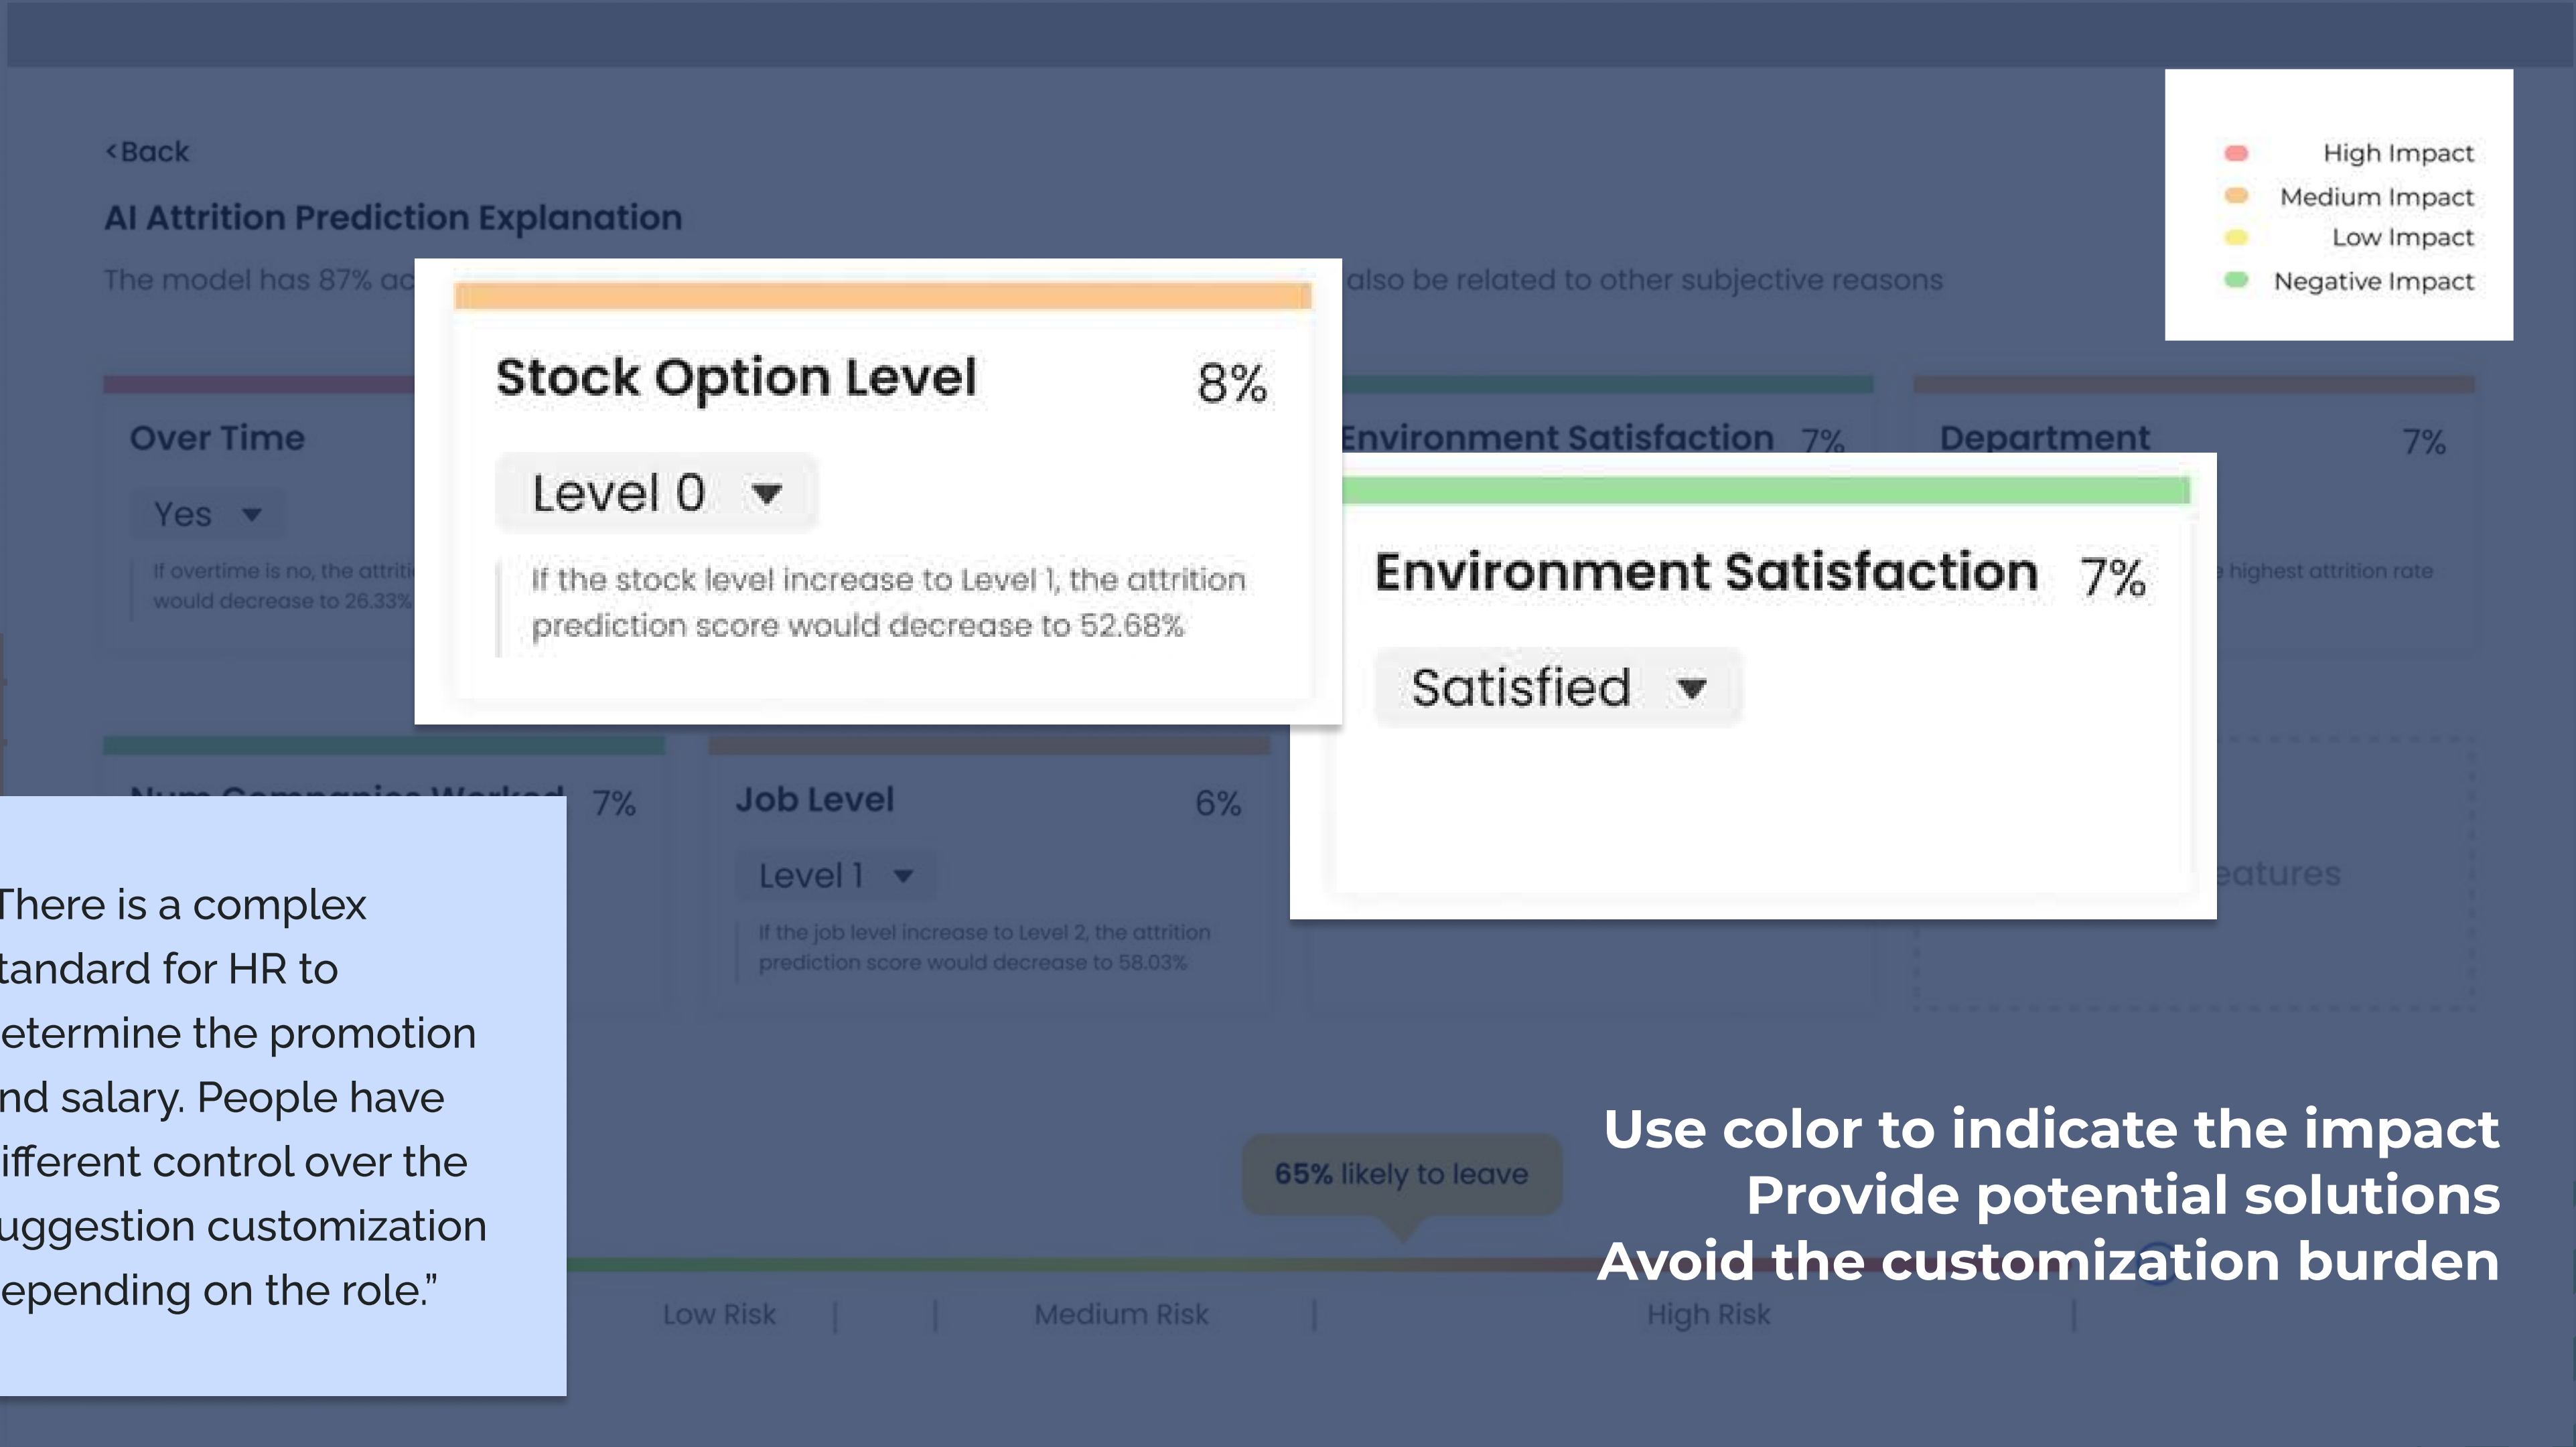 <Back
AI Attrition Prediction Explanation
The model has 87%
also be related to other subjective reasons
High Impact
Medium Impact
Low Impact
Negative Impact
Over Time
Yes
If overtime is no, the
would decrease to 26.33%
Stock Option Level 8%
Level 0
If the stock level increase to Level 1, the attrition
prediction score would decrease to 52.68%
Environment Satisfaction 7%
Department 7%
highest attrition rate
Environment Satisfaction 7%
Satisfied
Num Companies Worked 7%
Job Level 6%
Level 1
If the job level increase to Level 2, the attrition
prediction score would decrease to 58.03%
There is a complex
tandard for HR to
etermine the promotion
nd salary. People have
ifferent control over the
uggestion customization
epending on the role.”
65% likely to leave
Low Risk
Medium Risk
High Risk
Use color to indicate the impact
Provide potential solutions
Avoid the customization burden